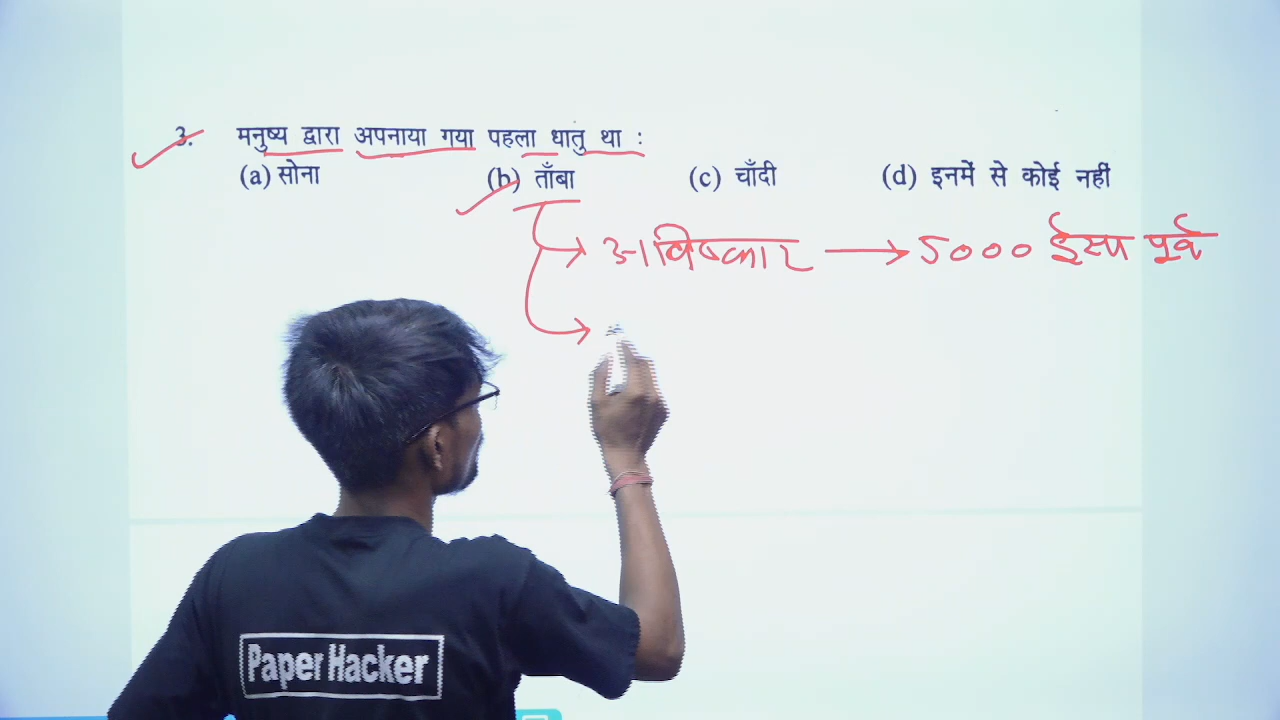 3. मनुष्य द्वारा अपनाया गया पहला धातु था :
(a) सोना (b) ताँबा (c) चाँदी (d) इनमें से कोई नहीं
आविष्कार → 5000 ईसा पूर्व
Paper Hacker